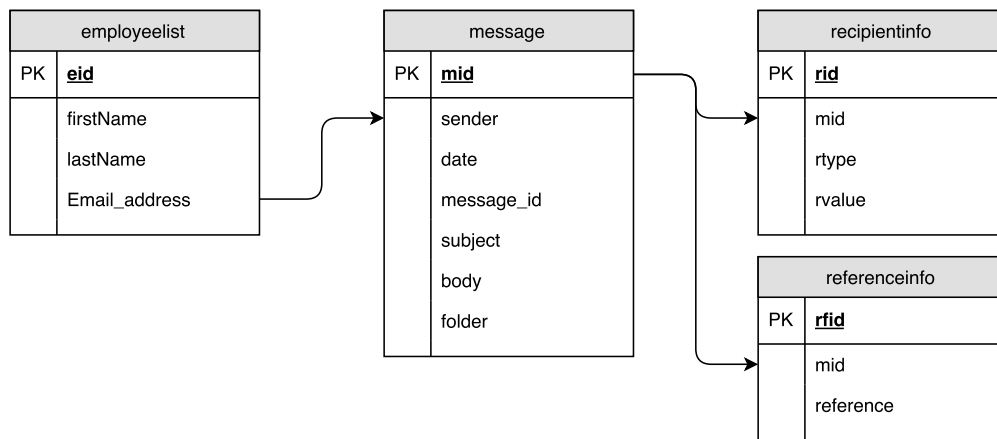 employeelist
PK eid
firstName
lastName
Email_address
message
PK mid
sender
date
message_id
subject
body
folder
recipientinfo
PK rid
mid
rtype
rvalue
referenceinfo
PK rfid
mid
reference